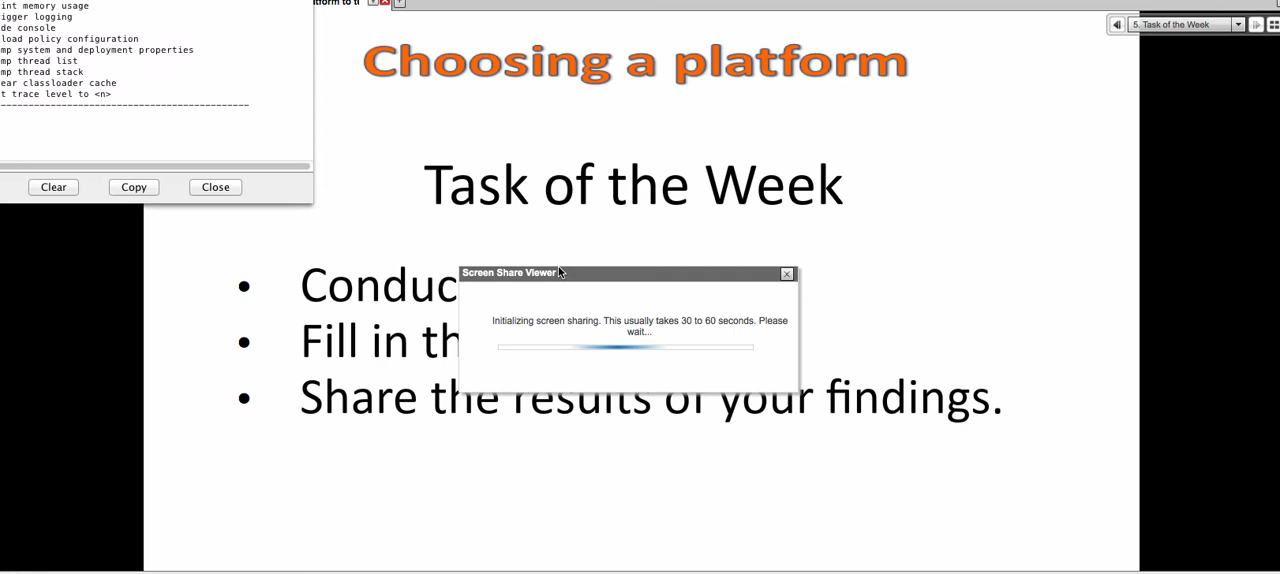 int memory usage
igger logging
de console
load policy configuration
mp system and deployment properties
mp thread list
mp thread stack
ear classloader cache
t trace level to <n>
----------------------------------------------
Clear Copy Close
5. Task of the Week
Choosing a platform
Task of the Week
• Conduc
• Fill in th
• Share the results of your findings.
Screen Share Viewer
Initializing screen sharing. This usually takes 30 to 60 seconds. Please
wait...